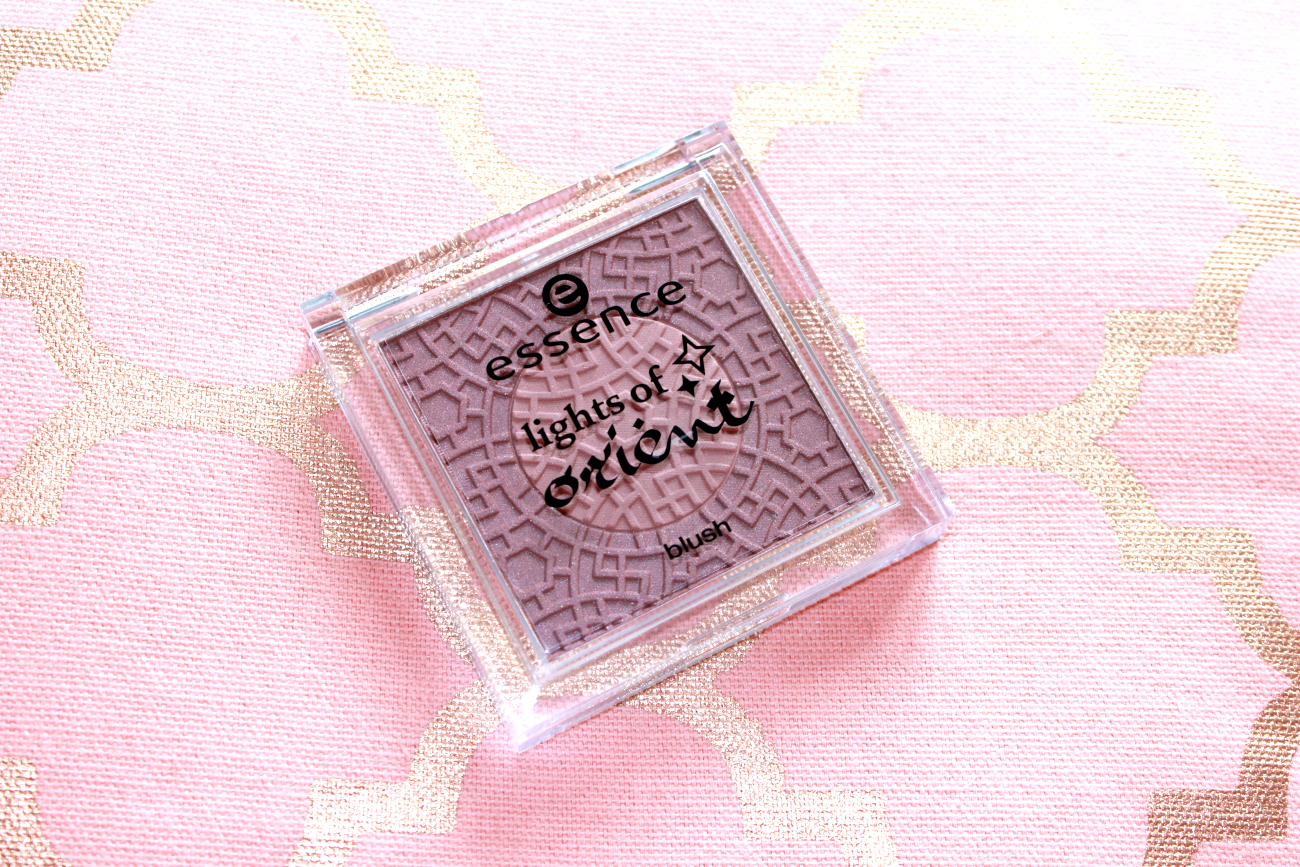 e
essence
lights of
orient
blush